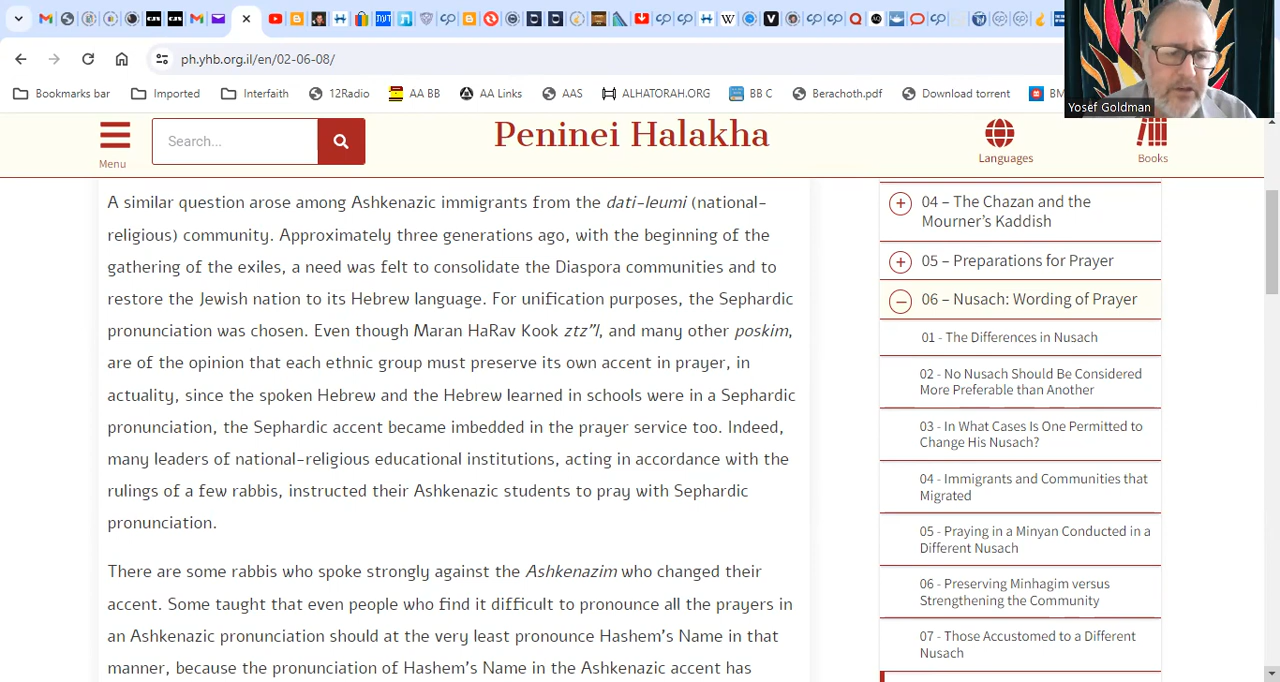 ph.yhb.org.il/en/02-06-08/
Bookmarks bar
Imported
Interfaith
12Radio
AA BB
AA Links
AAS
ALHATORAH.ORG
BB C
Berachoth.pdf
Download torrent
Yosef Goldman
Menu
Search...
Peninei Halakha
Languages
Books
A similar question arose among Ashkenazic immigrants from the dati-leumi (national-
religious) community. Approximately three generations ago, with the beginning of the
gathering of the exiles, a need was felt to consolidate the Diaspora communities and to
restore the Jewish nation to its Hebrew language. For unification purposes, the Sephardic
pronunciation was chosen. Even though Maran HaRav Kook ztz”l, and many other poskim,
are of the opinion that each ethnic group must preserve its own accent in prayer, in
actuality, since the spoken Hebrew and the Hebrew learned in schools were in a Sephardic
pronunciation, the Sephardic accent became imbedded in the prayer service too. Indeed,
many leaders of national-religious educational institutions, acting in accordance with the
rulings of a few rabbis, instructed their Ashkenazic students to pray with Sephardic
pronunciation.
There are some rabbis who spoke strongly against the Ashkenazim who changed their
accent. Some taught that even people who find it difficult to pronounce all the prayers in
an Ashkenazic pronunciation should at the very least pronounce Hashem’s Name in that
manner, because the pronunciation of Hashem’s Name in the Ashkenazic accent has
04 – The Chazan and the
Mourner’s Kaddish
05 – Preparations for Prayer
06 – Nusach: Wording of Prayer
01 - The Differences in Nusach
02 - No Nusach Should Be Considered
More Preferable than Another
03 - In What Cases Is One Permitted to
Change His Nusach?
04 - Immigrants and Communities that
Migrated
05 - Praying in a Minyan Conducted in a
Different Nusach
06 - Preserving Minhagim versus
Strengthening the Community
07 - Those Accustomed to a Different
Nusach